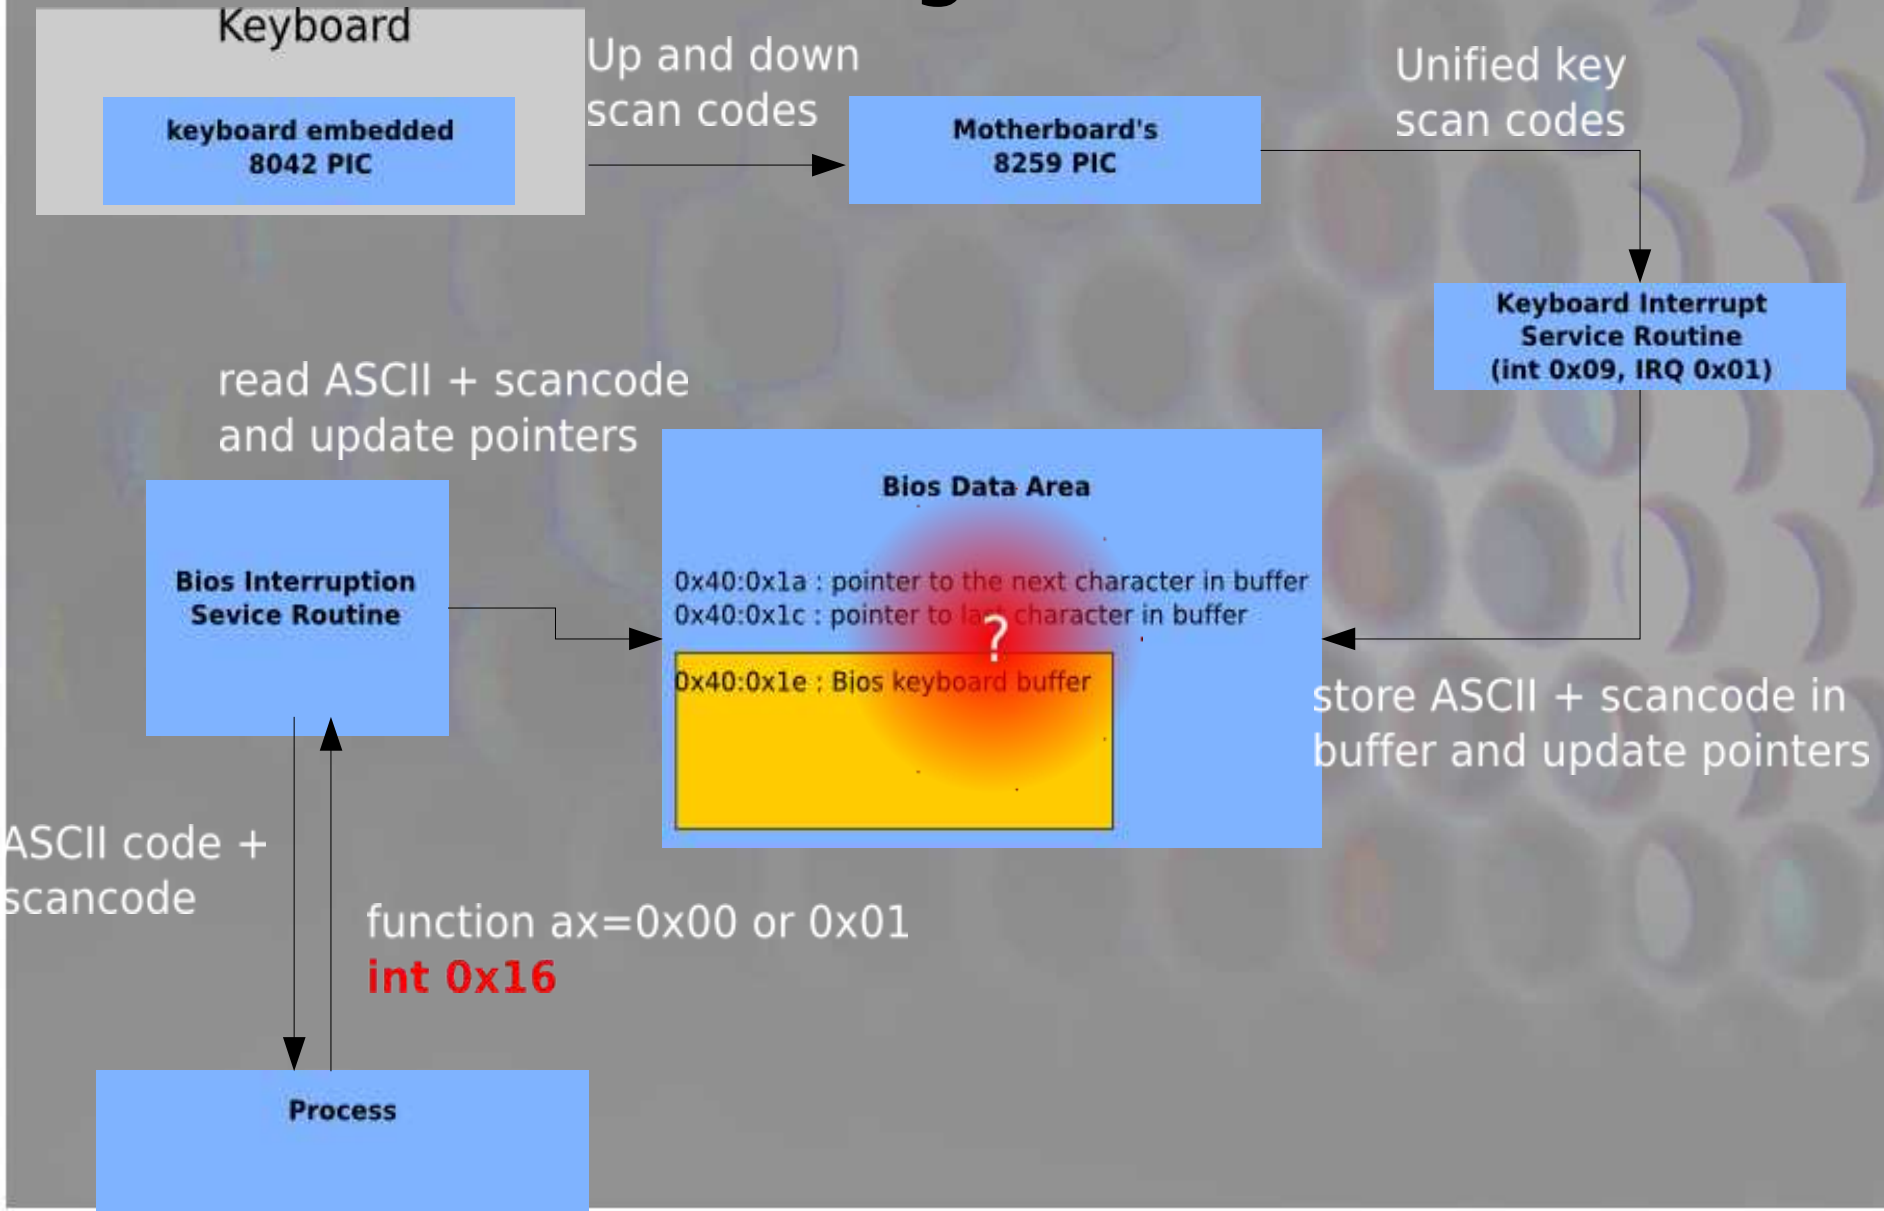 Keyboard
keyboard embedded
8042 PIC
Up and down
scan codes
Motherboard's
8259 PIC
Unified key
scan codes
Keyboard Interrupt
Service Routine
(int 0x09, IRQ 0x01)
read ASCII + scancode
and update pointers
Bios Data Area
0x40:0x1a : pointer to the next character in buffer
0x40:0x1c : pointer to last character in buffer
?
0x40:0x1e : Bios keyboard buffer
Bios Interruption
Sevice Routine
store ASCII + scancode in
buffer and update pointers
ASCII code +
scancode
function ax=0x00 or 0x01
int 0x16
Process